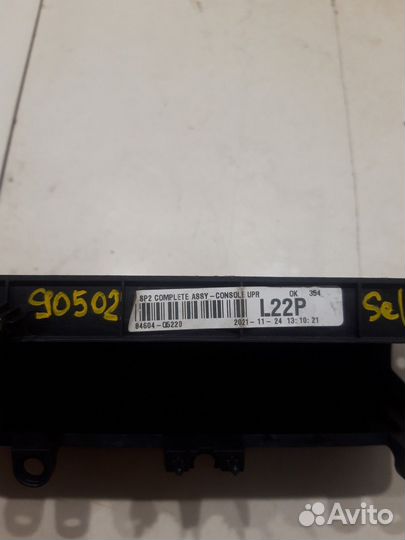 90502
SP2 COMPLETE ASSY-CONSOLE UPR
OK 354
L22P
84604-Q5220
2021-11-24 13:10:21
Sel
Avito